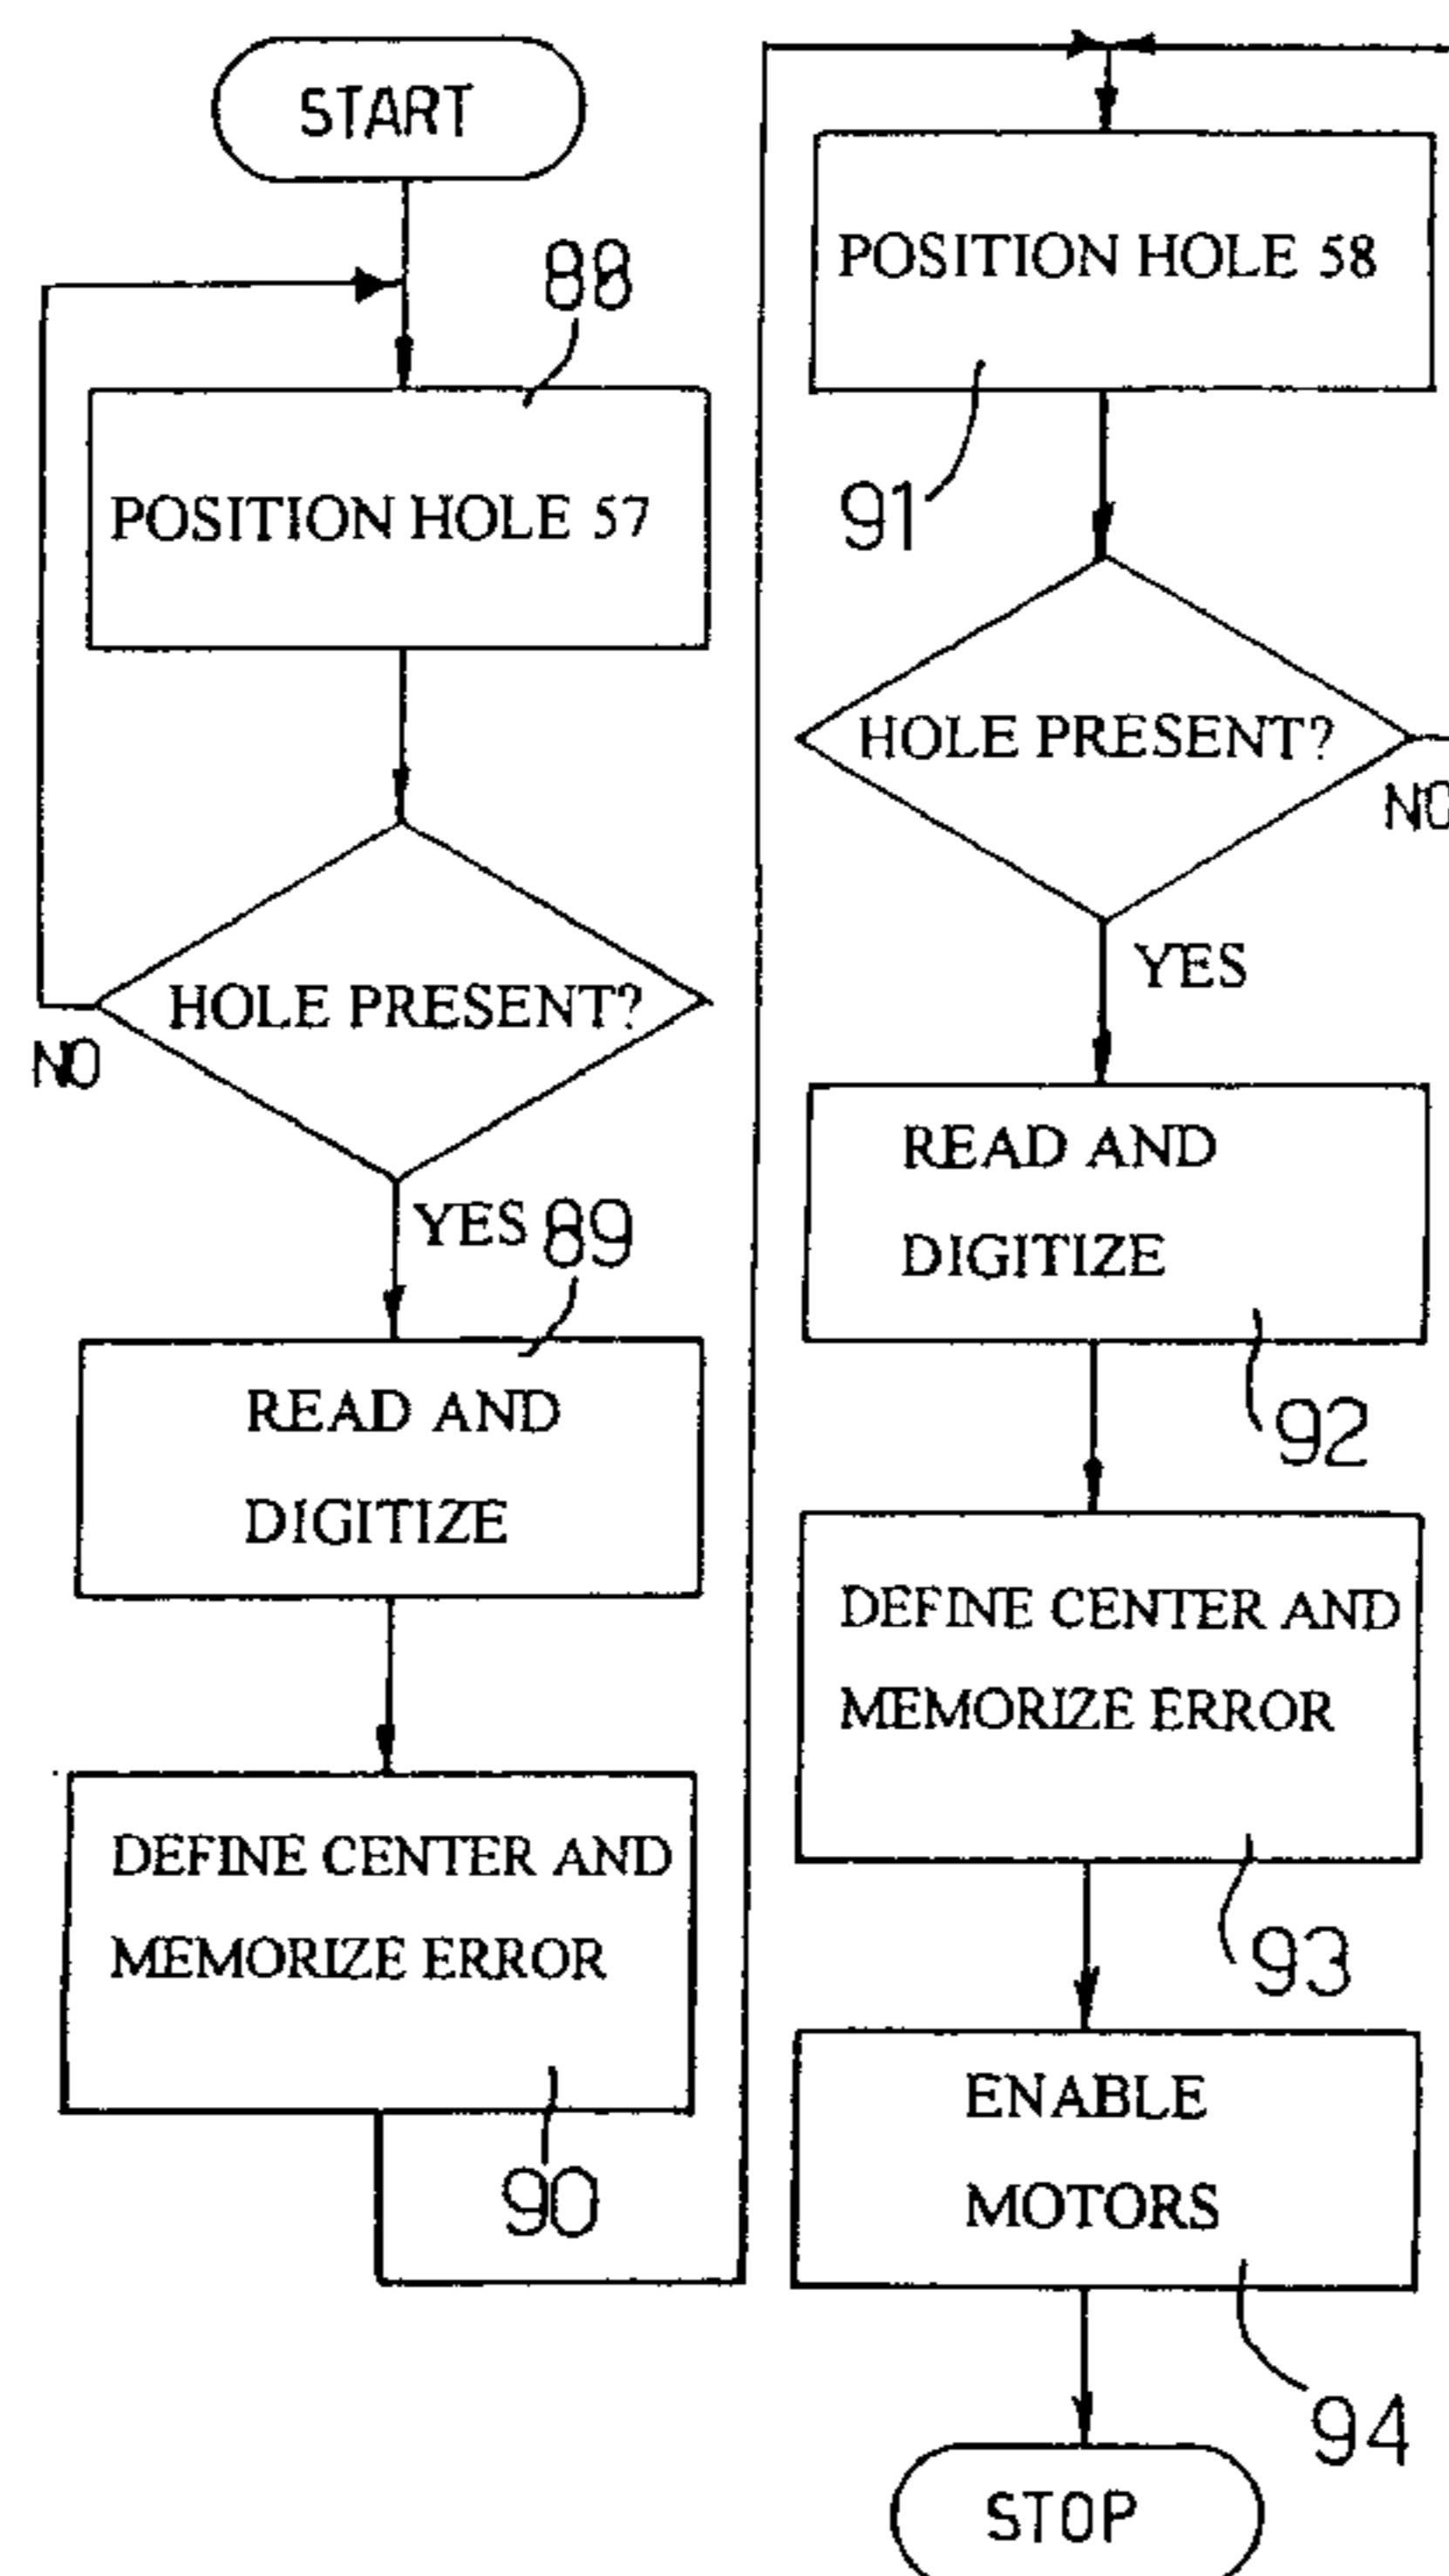 START
88
POSITION HOLE 57
HOLE PRESENT?
NO
YES
89
READ AND
DIGITIZE
DEFINE CENTER AND
MEMORIZE ERROR
90
POSITION HOLE 58
91
HOLE PRESENT?
NO
YES
READ AND
DIGITIZE
92
DEFINE CENTER AND
MEMORIZE ERROR
93
ENABLE
MOTORS
94
STOP